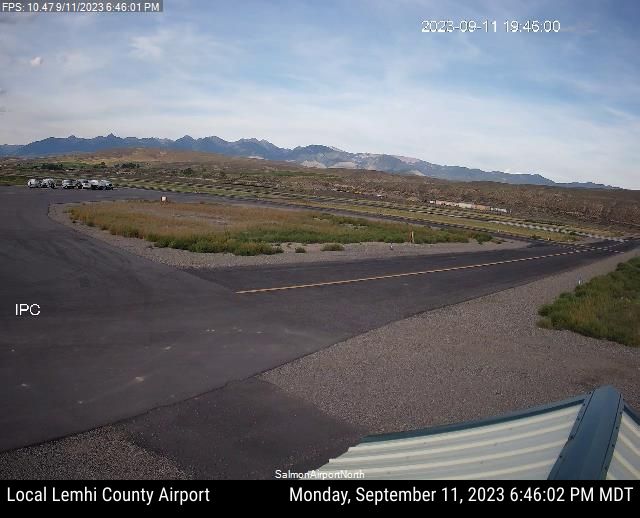 FPS: 10.47 9/11/2023 6:46:01 PM
2023-09-11 19:45:00
IPC
SalmonAirportNorth
Local Lemhi County Airport
Monday, September 11, 2023 6:46:02 PM MDT